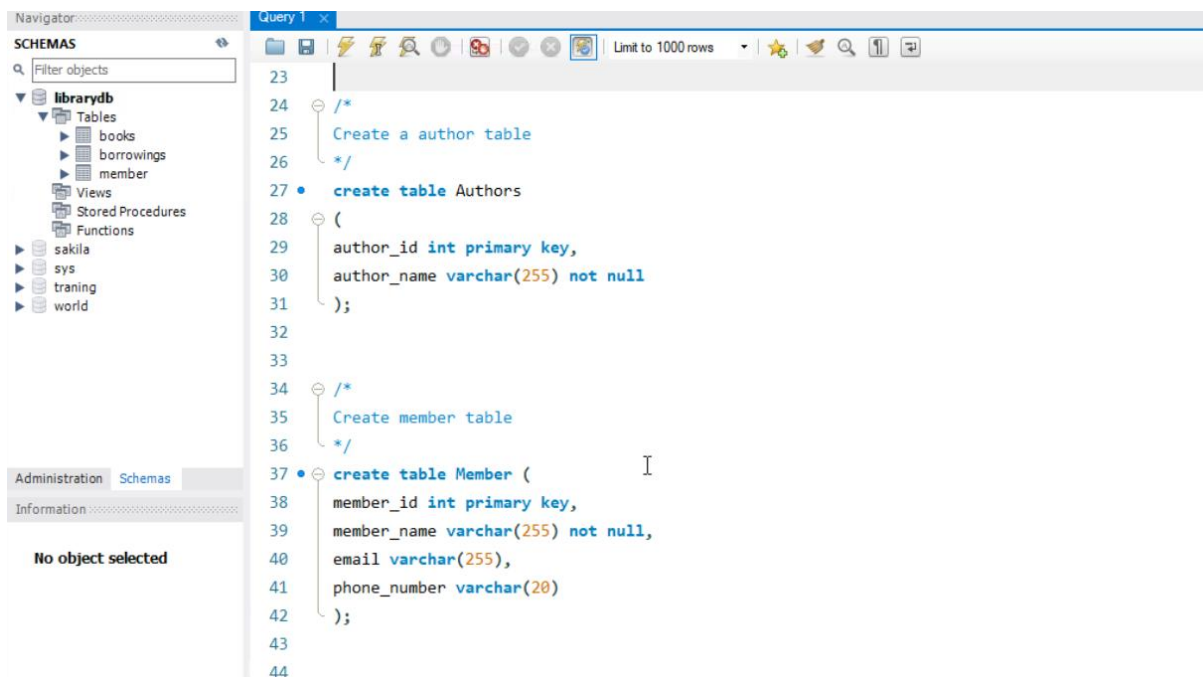 Navigator
SCHEMAS
Filter objects
librarydb
Tables
books
borrowings
member
Views
Stored Procedures
Functions
sakila
sys
traning
world
Administration Schemas
Information
No object selected
Query 1
Limit to 1000 rows
23
24 /*
25 Create a author table
26 */
27 create table Authors
28 (
29 author_id int primary key,
30 author_name varchar(255) not null
31 );
32
33
34 /*
35 Create member table
36 */
37 create table Member (
38 member_id int primary key,
39 member_name varchar(255) not null,
40 email varchar(255),
41 phone_number varchar(20)
42 );
43
44